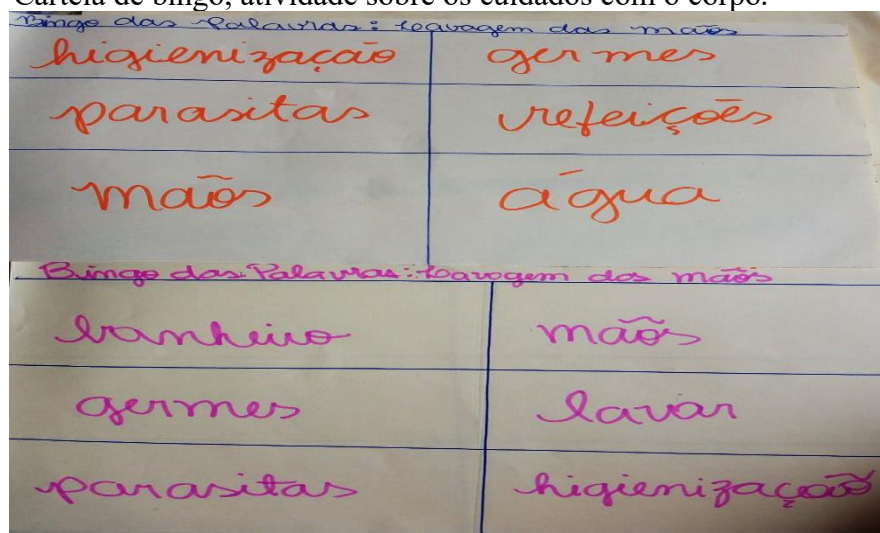 Cartela de bingo, atividade sobre os cuidados com o corpo.
Bingo das Palavras: Lavagem das mãos
higienização germes
parasitas refeições
mãos água
Bingo das Palavras: Lavagem das mãos
banheiro mãos
germes lavar
parasitas higienização